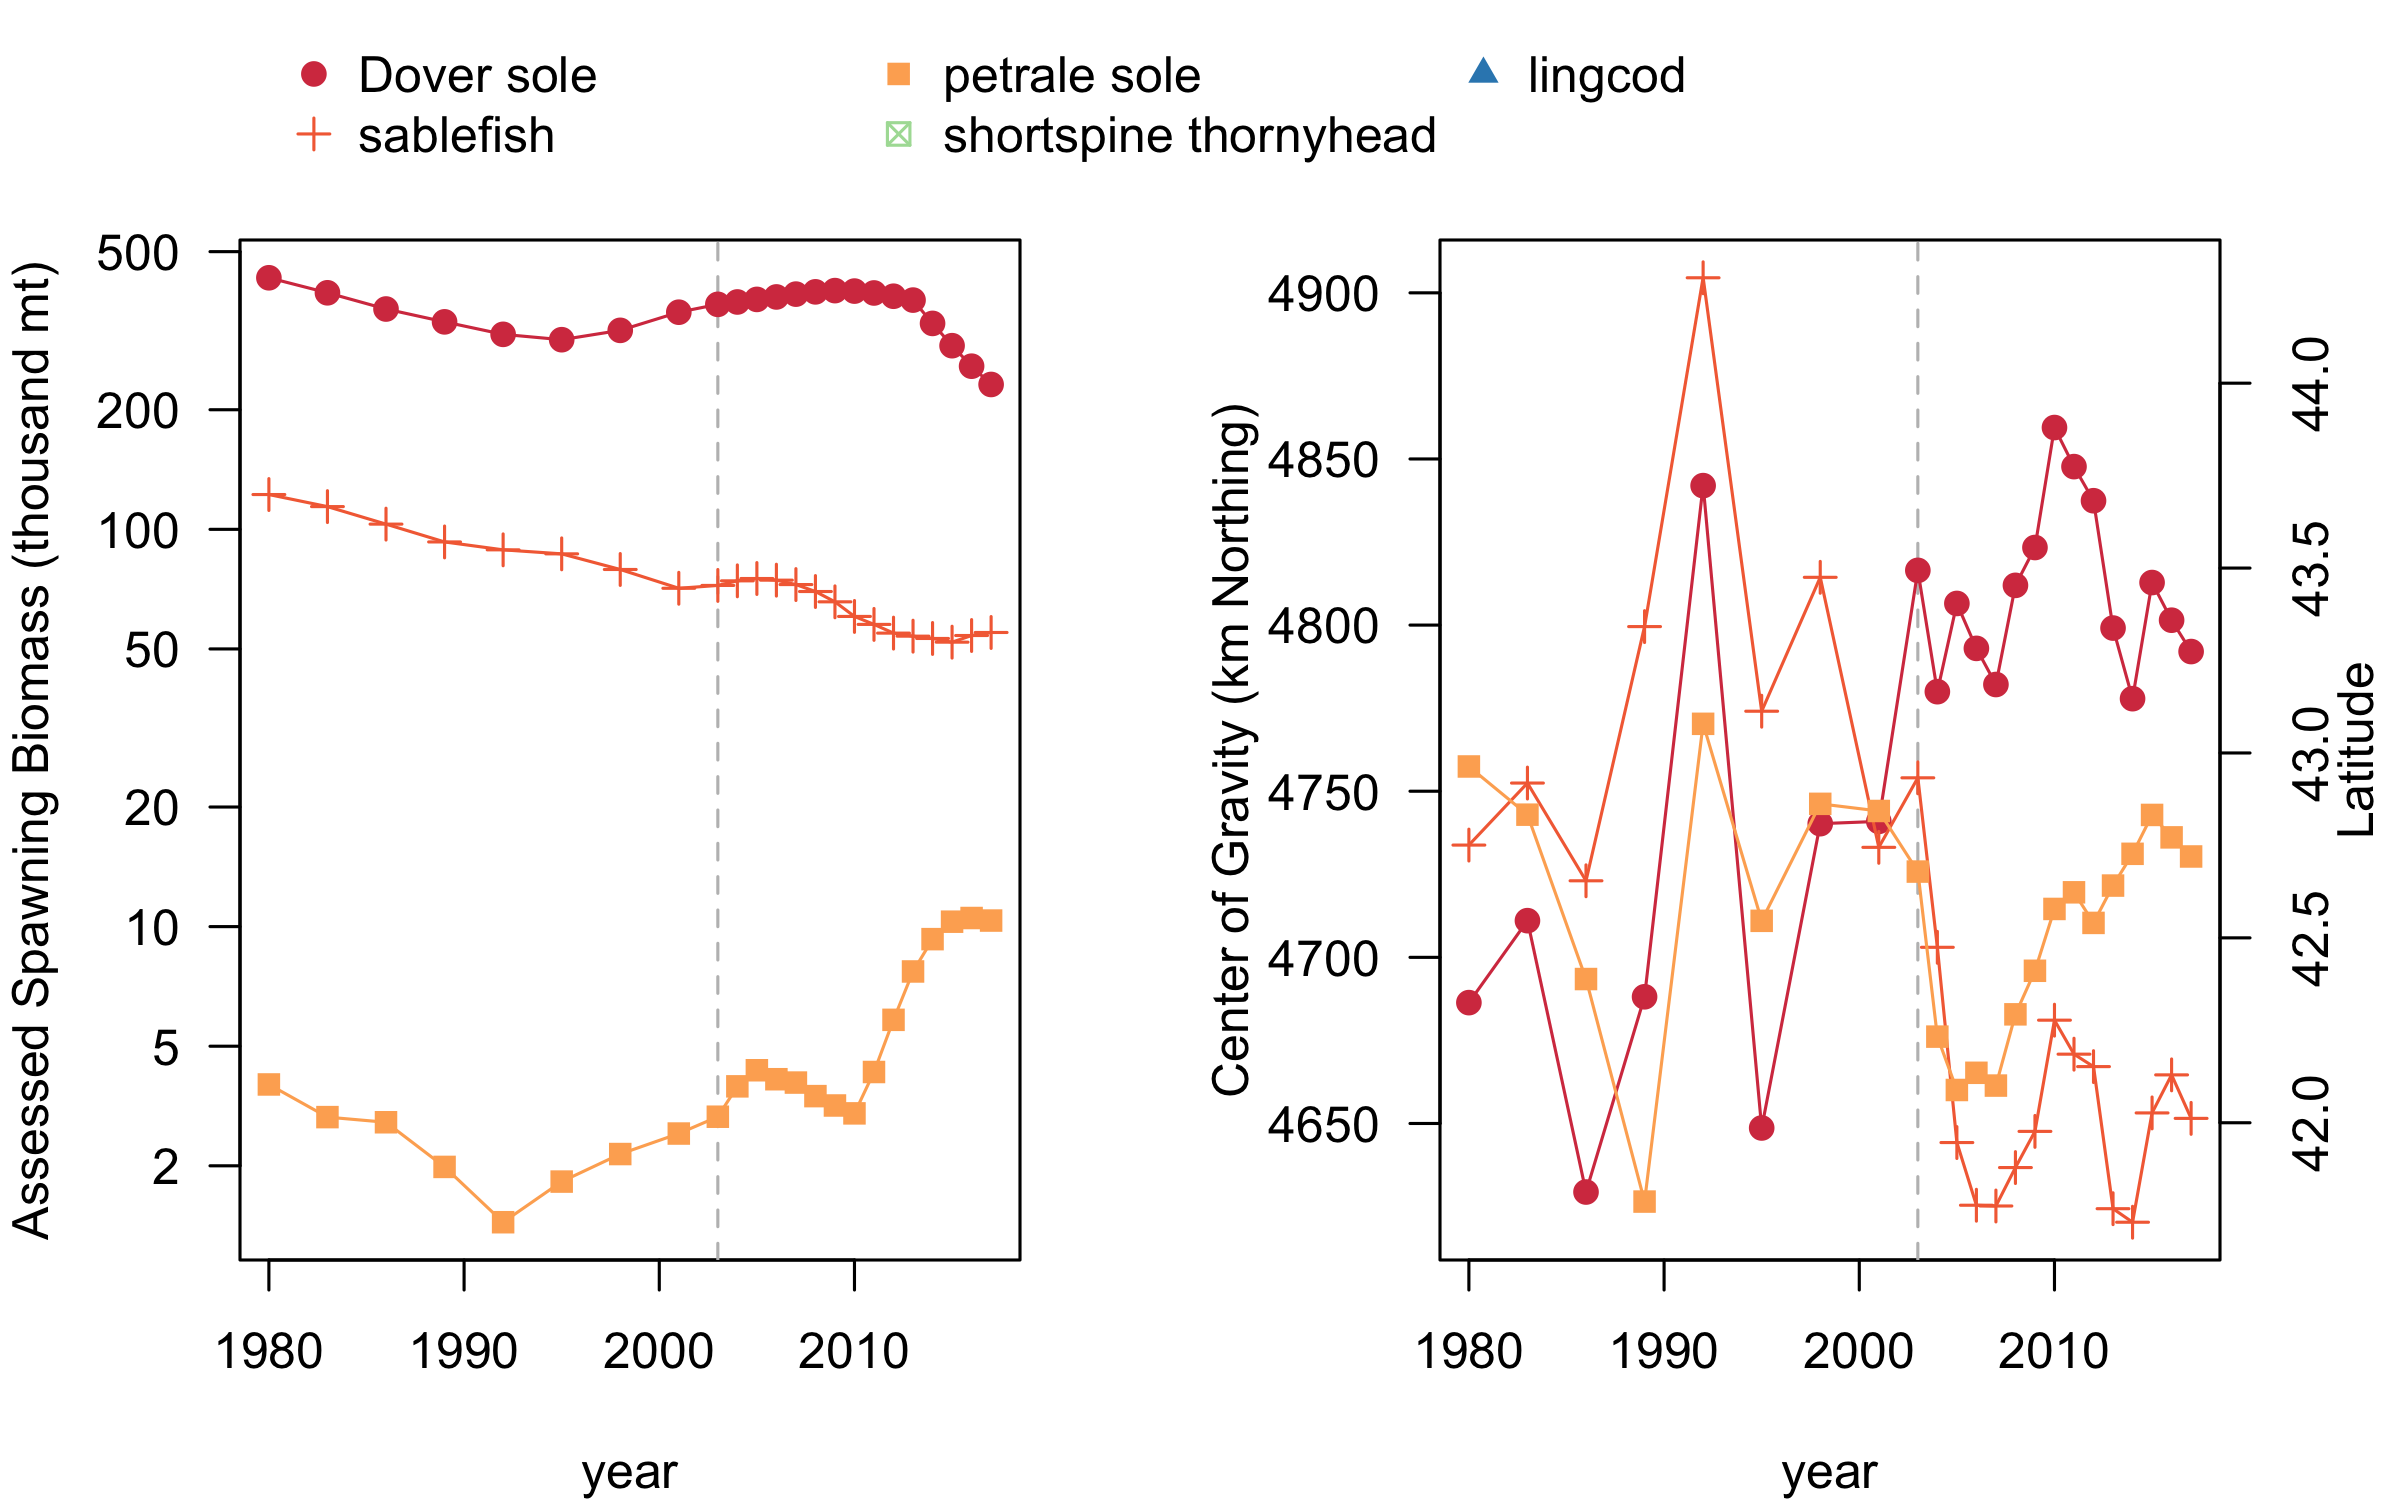 Dover sole
petrale sole
lingcod
sablefish
shortspine thornyhead
Assessed Spawning Biomass (thousand mt)
500
200
100
50
20
10
5
2
1980
1990
2000
2010
year
Center of Gravity (km Northing)
4900
4850
4800
4750
4700
4650
1980
1990
2000
2010
year
44.0
43.5
43.0
42.5
42.0
Latitude